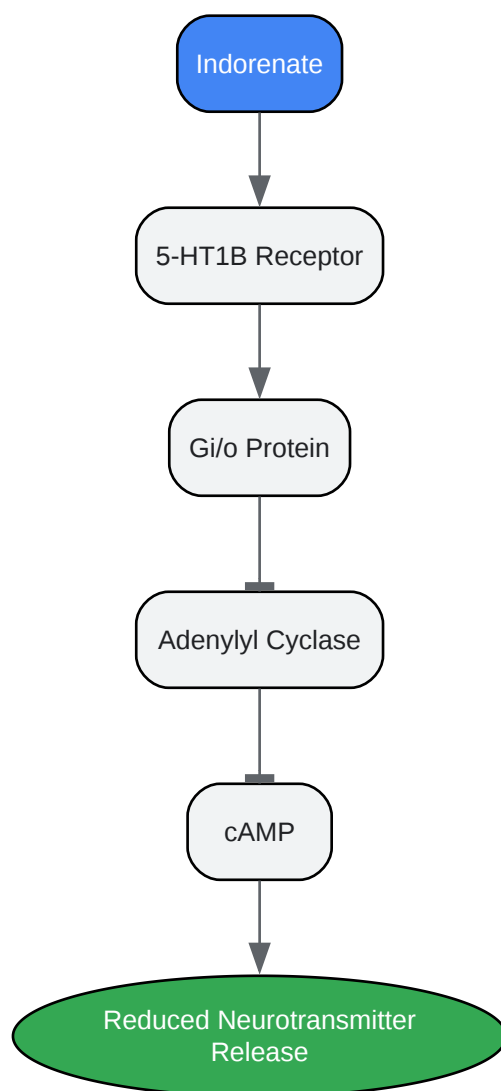 Indorenate
5-HT1B Receptor
Gi/o Protein
Adenylyl Cyclase
cAMP
Reduced Neurotransmitter
Release